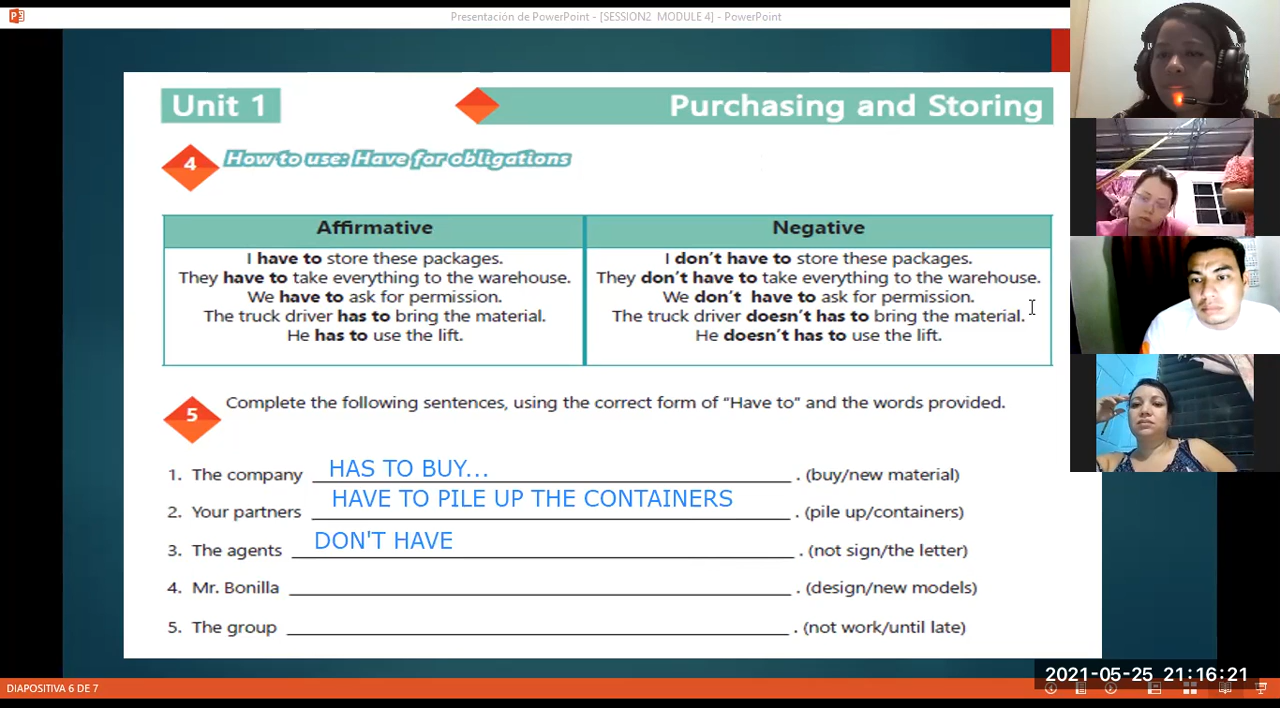 Presentación de PowerPoint - [SESSION2 MODULE 4] - PowerPoint
Unit 1
Purchasing and Storing
4 How to use: Have for obligations
Affirmative
I have to store these packages.
They have to take everything to the warehouse.
We have to ask for permission.
The truck driver has to bring the material.
He has to use the lift.
Negative
I don't have to store these packages.
They don't have to take everything to the warehouse.
We don't have to ask for permission.
The truck driver doesn't has to bring the material.
He doesn't has to use the lift.
5 Complete the following sentences, using the correct form of “Have to” and the words provided.
1. The company HAS TO BUY... . (buy/new material)
2. Your partners HAVE TO PILE UP THE CONTAINERS . (pile up/containers)
3. The agents DON'T HAVE . (not sign/the letter)
4. Mr. Bonilla . (design/new models)
5. The group . (not work/until late)
2021-05-25 21:16:21
DIAPOSITIVA 6 DE 7